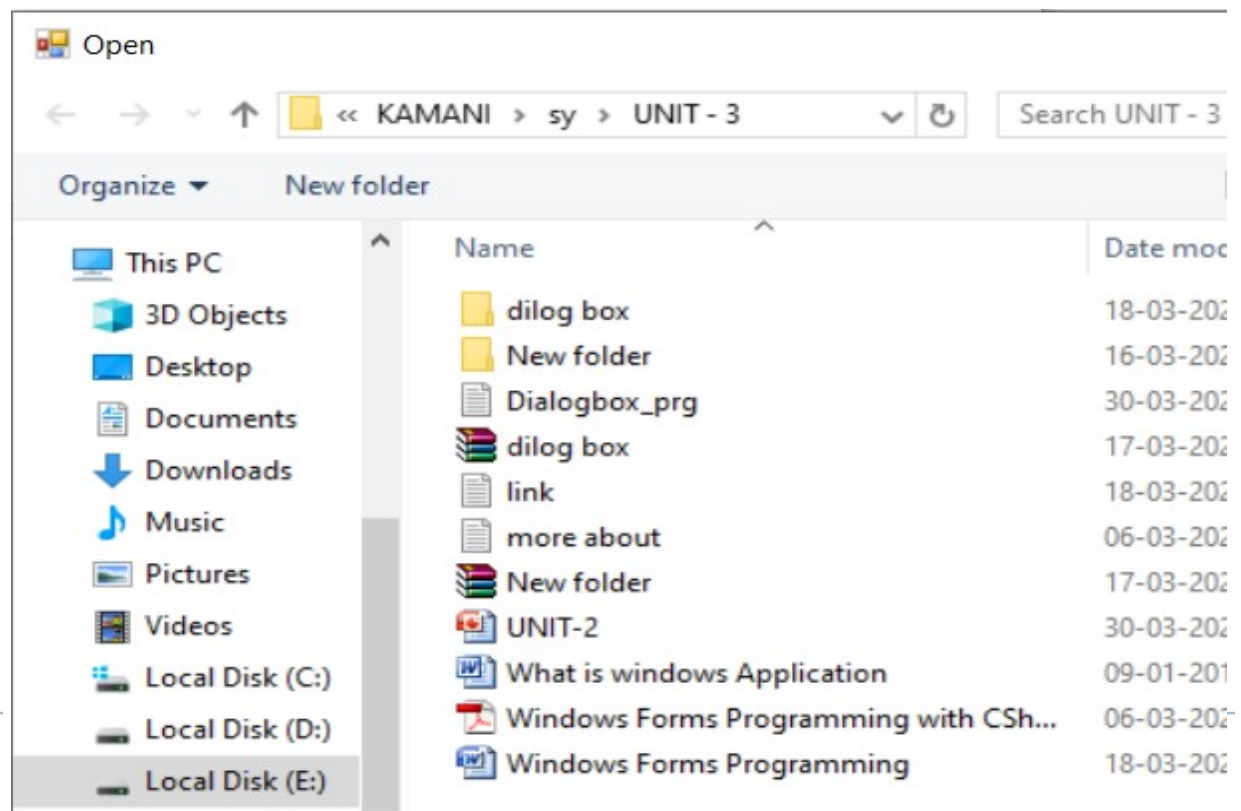 Open
« KAMANI > sy > UNIT - 3 Search UNIT - 3
Organize New folder
This PC
3D Objects
Desktop
Documents
Downloads
Music
Pictures
Videos
Local Disk (C:)
Local Disk (D:)
Local Disk (E:)
Name Date mod
dilog box 18-03-202
New folder 16-03-202
Dialogbox_prg 30-03-202
dilog box 17-03-202
link 18-03-202
more about 06-03-202
New folder 17-03-202
UNIT-2 30-03-202
What is windows Application 09-01-201
Windows Forms Programming with CSh... 06-03-202
Windows Forms Programming 18-03-202